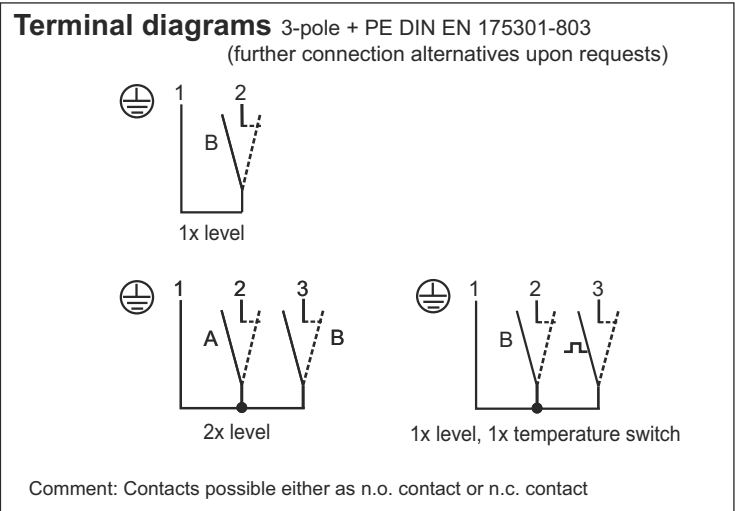 Terminal diagrams 3-pole + PE DIN EN 175301-803
(further connection alternatives upon requests)
1 2
B
1x level
1 2 3
A B
2x level
1 2 3
B
1x level, 1x temperature switch
Comment: Contacts possible either as n.o. contact or n.c. contact